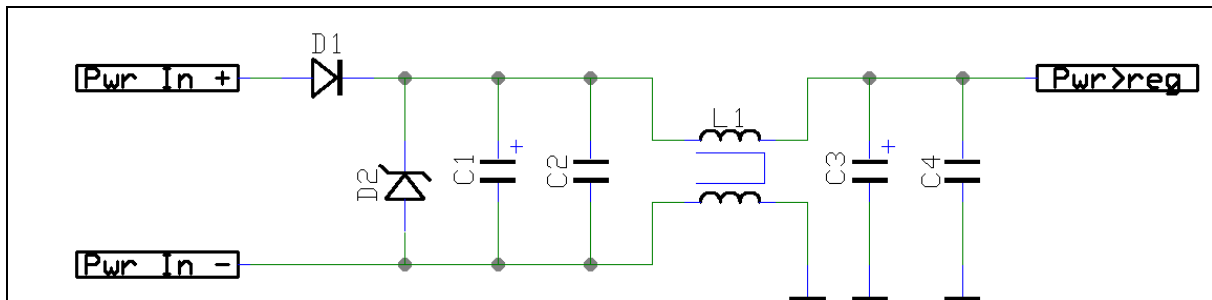 D1
Pwr In +
Pwr>reg
L1
D2
C1
+
C2
C3
+
C4
Pwr In -